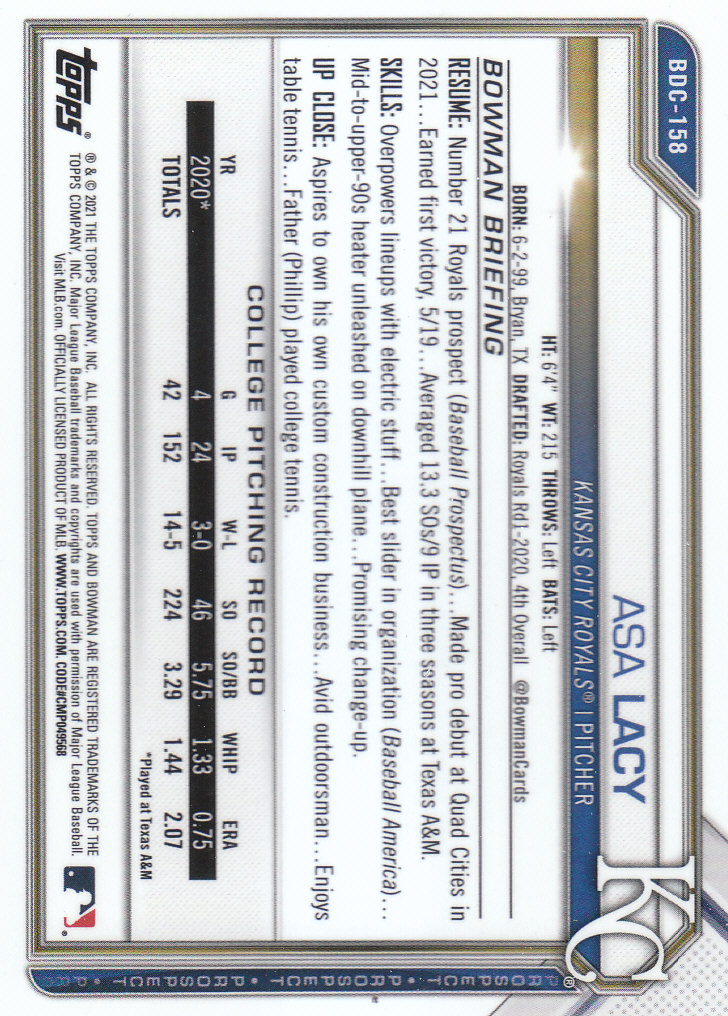 BDC-158
ASA LACY
KANSAS CITY ROYALS® | PITCHER
KC
®
HT: 6'4" WT: 215 THROWS: Left BATS: Left
BORN: 6-2-99, Bryan, TX DRAFTED: Royals Rd1-2020, 4th Overall @BowmanCards
BOWMAN BRIEFING
RESUME: Number 21 Royals prospect (Baseball Prospectus)...Made pro debut at Quad Cities in
2021...Earned first victory, 5/19...Averaged 13.3 SOs/9 IP in three seasons at Texas A&M.
SKILLS: Overpowers lineups with electric stuff...Best slider in organization (Baseball America)...
Mid-to-upper-90s heater unleashed on downhill plane...Promising change-up.
UP CLOSE: Aspires to own his own custom construction business...Avid outdoorsman...Enjoys
table tennis...Father (Phillip) played college tennis.
COLLEGE PITCHING RECORD
YR G IP W-L SO SO/BB WHIP ERA
2020* 4 24 3-0 46 5.75 1.33 0.75
TOTALS 42 152 14-5 224 3.29 1.44 2.07
*Played at Texas A&M
Topps®
® & © 2021 THE TOPPS COMPANY, INC. ALL RIGHTS RESERVED. TOPPS AND BOWMAN ARE REGISTERED TRADEMARKS OF THE
TOPPS COMPANY, INC. Major League Baseball trademarks and copyrights are used with permission of Major League Baseball.
Visit MLB.com. OFFICIALLY LICENSED PRODUCT OF MLB. WWW.TOPPS.COM. CODE#CMP049568
PROSPECT • PROSPECT • PROSPECT • PROSPECT